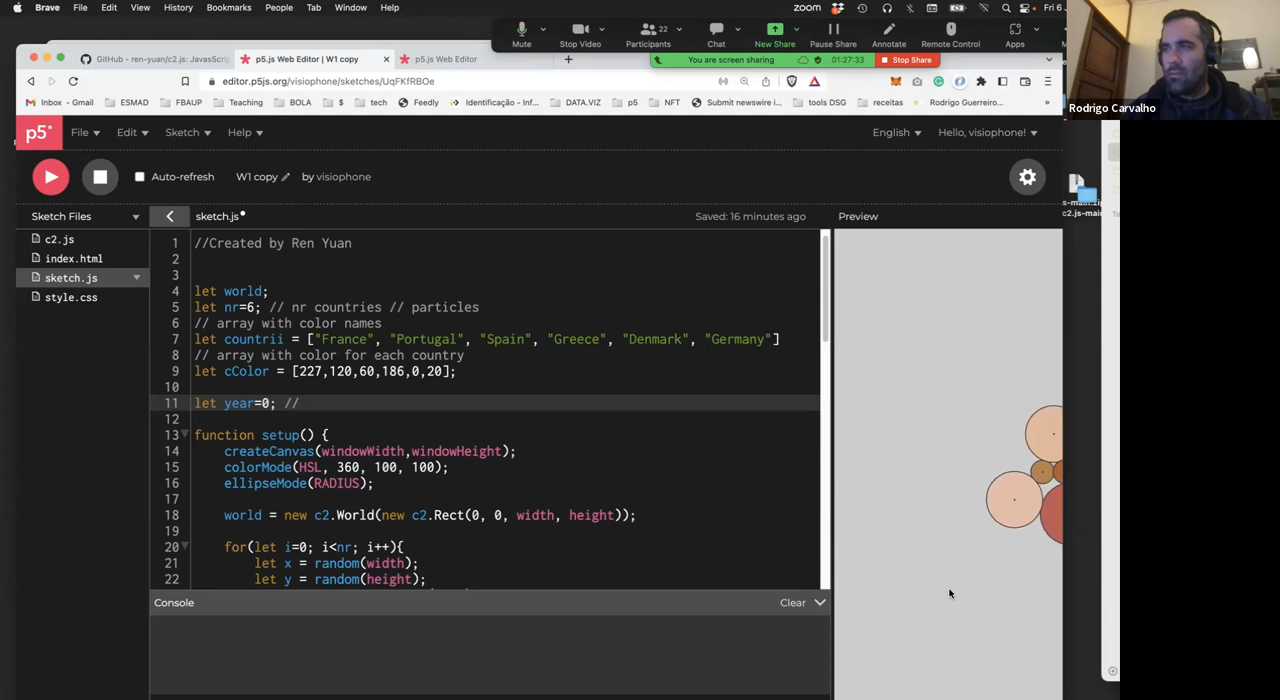 Brave File Edit View History Bookmarks People Tab Window Help
zoom
Fri 6
Mute Stop Video Participants 22 Chat New Share Pause Share Annotate Remote Control Apps
You are screen sharing 01:27:33 Stop Share
GitHub - ren-yuan/c2.js: JavaScri
p5.js Web Editor | W1 copy
p5.js Web Editor
editor.p5js.org/visiophone/sketches/UqFKfRBOe
Inbox - Gmail ESMAD FBAUP Teaching BOLA $ tech Feedly Identificação - Inf... DATA.VIZ p5 NFT Submit newswire... tools DSG receitas Rodrigo Guerreiro...
Rodrigo Carvalho
p5* File Edit Sketch Help English Hello, visiophone!
Auto-refresh W1 copy by visiophone
Sketch Files sketch.js Saved: 16 minutes ago Preview
c2.js
index.html
sketch.js
style.css
1 //Created by Ren Yuan
2
3
4 let world;
5 let nr=6; // nr countries // particles
6 // array with color names
7 let countrii = ["France", "Portugal", "Spain", "Greece", "Denmark", "Germany"]
8 // array with color for each country
9 let cColor = [227,120,60,186,0,20];
10
11 let year=0; //
12
13 function setup() {
14 createCanvas(windowWidth,windowHeight);
15 colorMode(HSL, 360, 100, 100);
16 ellipseMode(RADIUS);
17
18 world = new c2.World(new c2.Rect(0, 0, width, height));
19
20 for(let i=0; i<nr; i++){
21 let x = random(width);
22 let y = random(height);
Console Clear
c2.js-mai